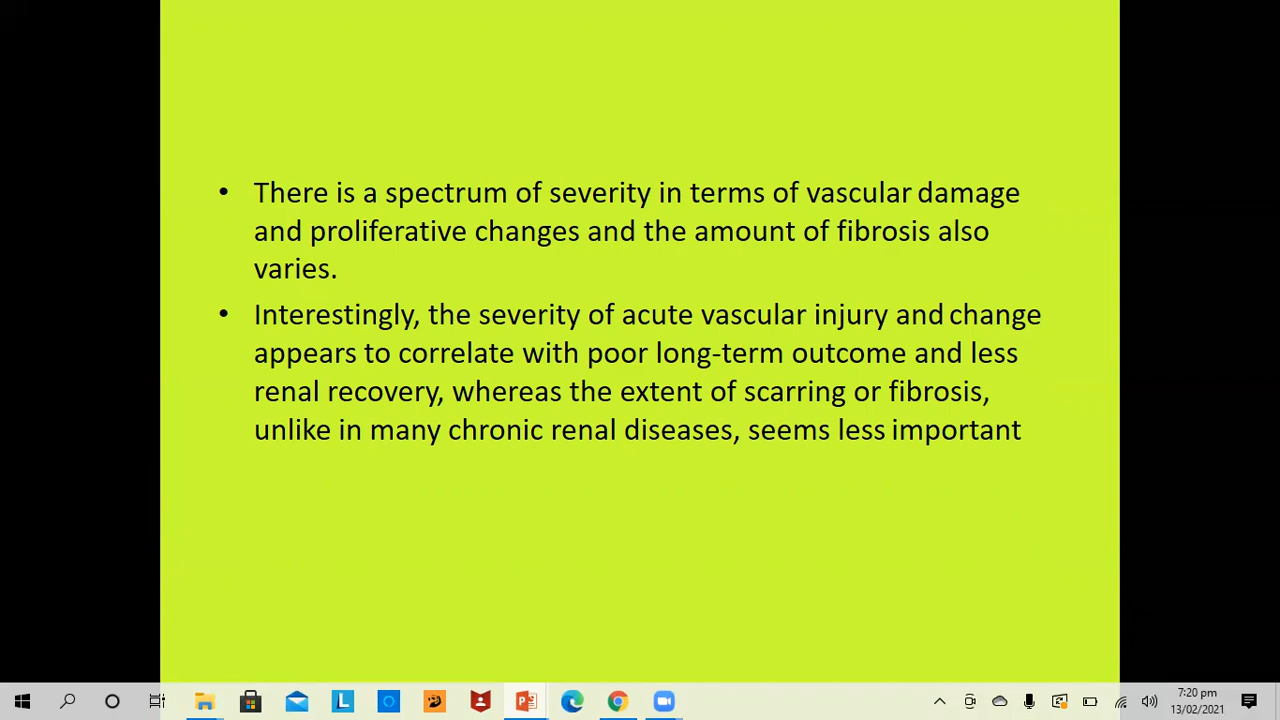 • There is a spectrum of severity in terms of vascular damage
and proliferative changes and the amount of fibrosis also
varies.
• Interestingly, the severity of acute vascular injury and change
appears to correlate with poor long-term outcome and less
renal recovery, whereas the extent of scarring or fibrosis,
unlike in many chronic renal diseases, seems less important
L
7:20 pm
13/02/2021